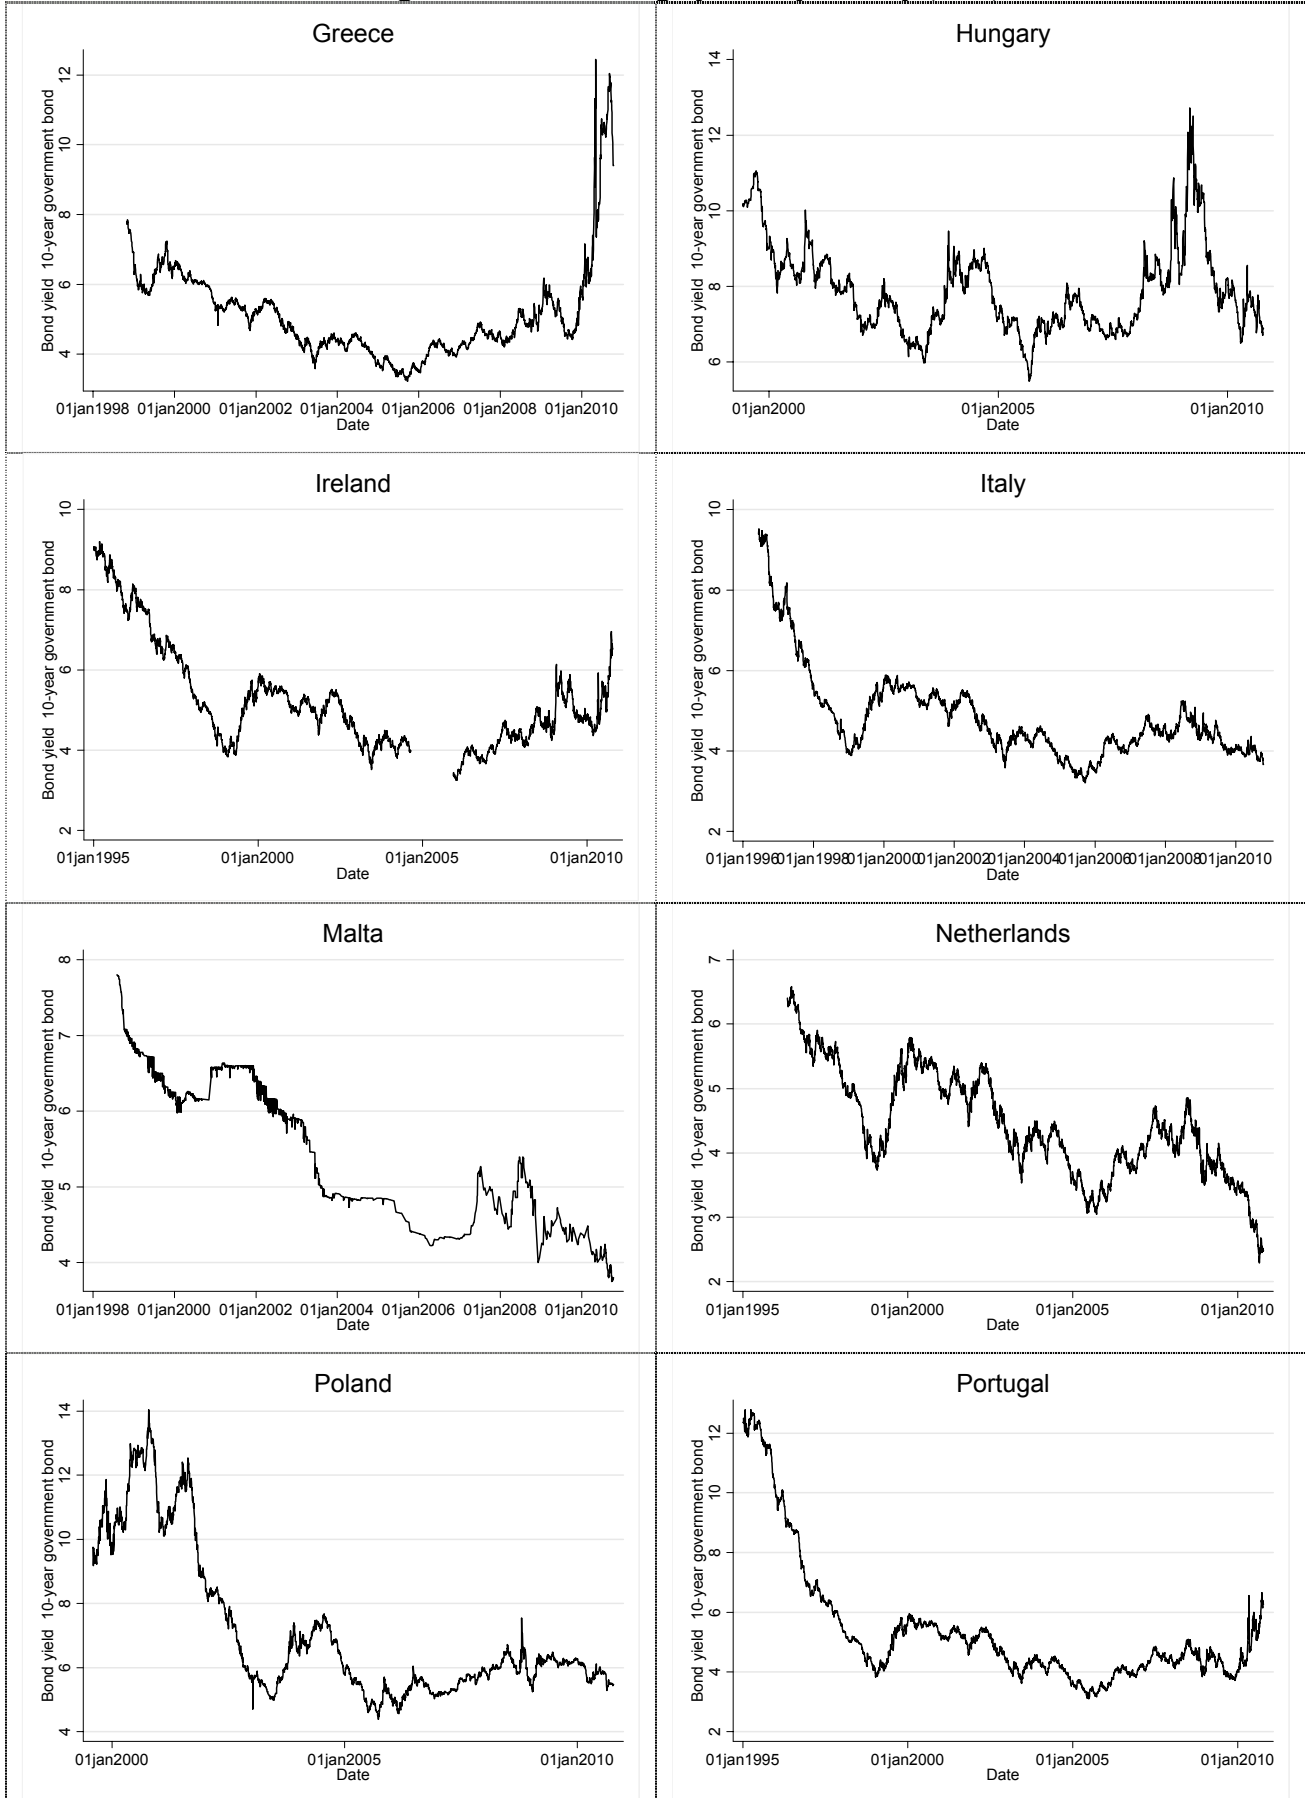 Greece
Bond yield 10-year government bond
12
10
8
6
4
01jan1998 01jan2000 01jan2002 01jan2004 01jan2006 01jan2008 01jan2010
Date
Hungary
Bond yield 10-year government bond
14
12
10
8
6
01jan2000 01jan2005 01jan2010
Date
Ireland
Bond yield 10-year government bond
10
8
6
4
2
01jan1995 01jan2000 01jan2005 01jan2010
Date
Italy
Bond yield 10-year government bond
10
8
6
4
2
01jan1996 01jan1998 01jan2000 01jan2002 01jan2004 01jan2006 01jan2008 01jan2010
Date
Malta
Bond yield 10-year government bond
8
7
6
5
4
01jan1998 01jan2000 01jan2002 01jan2004 01jan2006 01jan2008 01jan2010
Date
Netherlands
Bond yield 10-year government bond
7
6
5
4
3
2
01jan1995 01jan2000 01jan2005 01jan2010
Date
Poland
Bond yield 10-year government bond
14
12
10
8
6
4
01jan2000 01jan2005 01jan2010
Date
Portugal
Bond yield 10-year government bond
12
10
8
6
4
2
01jan1995 01jan2000 01jan2005 01jan2010
Date